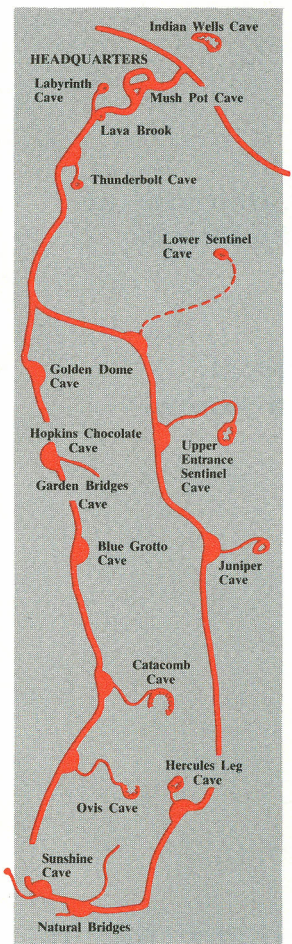 Indian Wells Cave
HEADQUARTERS
Labyrinth
Cave
Mush Pot Cave
Lava Brook
Thunderbolt Cave
Lower Sentinel
Cave
Golden Dome
Cave
Hopkins Chocolate
Cave
Garden Bridges
Cave
Upper
Entrance
Sentinel
Cave
Blue Grotto
Cave
Juniper
Cave
Catacomb
Cave
Hercules Leg
Cave
Ovis Cave
Sunshine
Cave
Natural Bridges